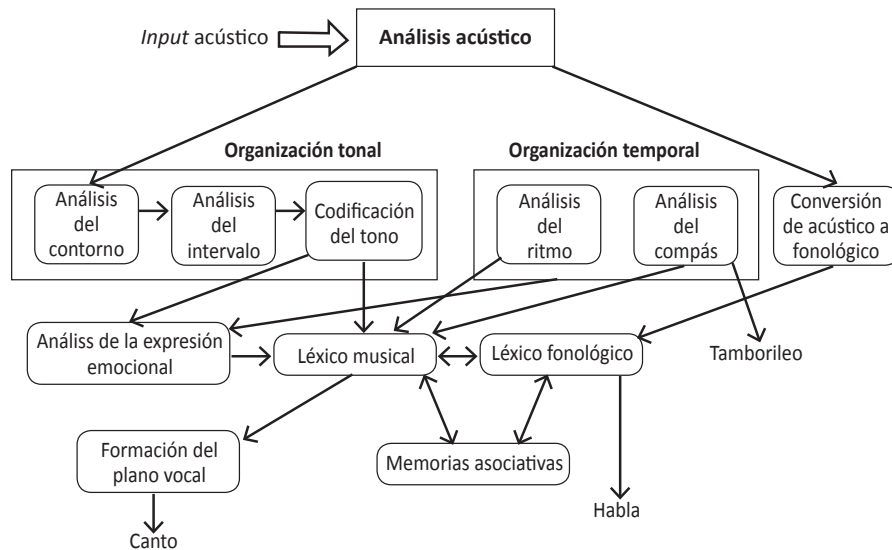 Input acústico
Análisis acústico
Organización tonal
Organización temporal
Análisis
del
contorno
Análisis
del
intervalo
Codificación
del tono
Análisis
del
ritmo
Análisis
del
compás
Conversión
de acústico a
fonológico
Análiss de la expresión
emocional
Léxico musical
Léxico fonológico
Tamborileo
Formación del
plano vocal
Memorias asociativas
Habla
Canto